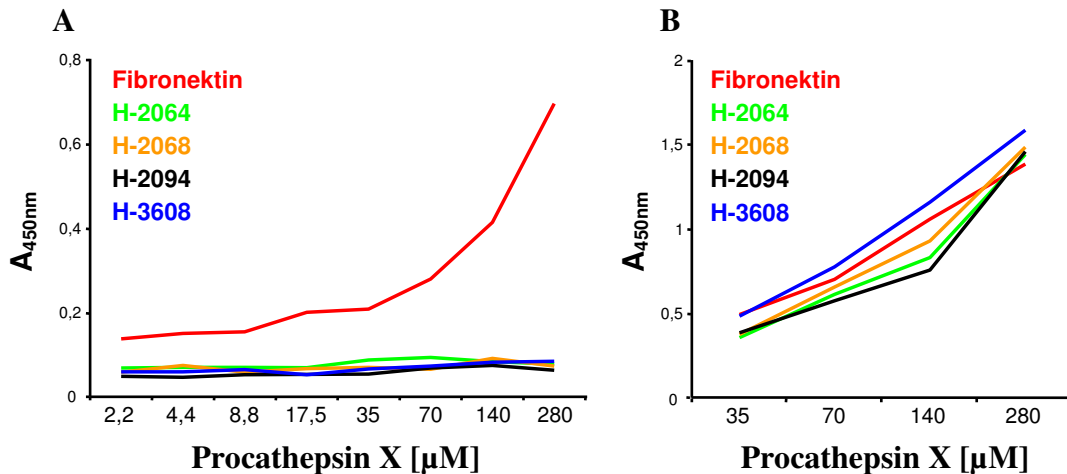 A
0,8
0,6
0,4
0,2
0
A450nm
Fibronektin
H-2064
H-2068
H-2094
H-3608
2,2 4,4 8,8 17,5 35 70 140 280
Procathepsin X [µM]
B
2
1,5
1
0,5
0
A450nm
Fibronektin
H-2064
H-2068
H-2094
H-3608
35 70 140 280
Procathepsin X [µM]